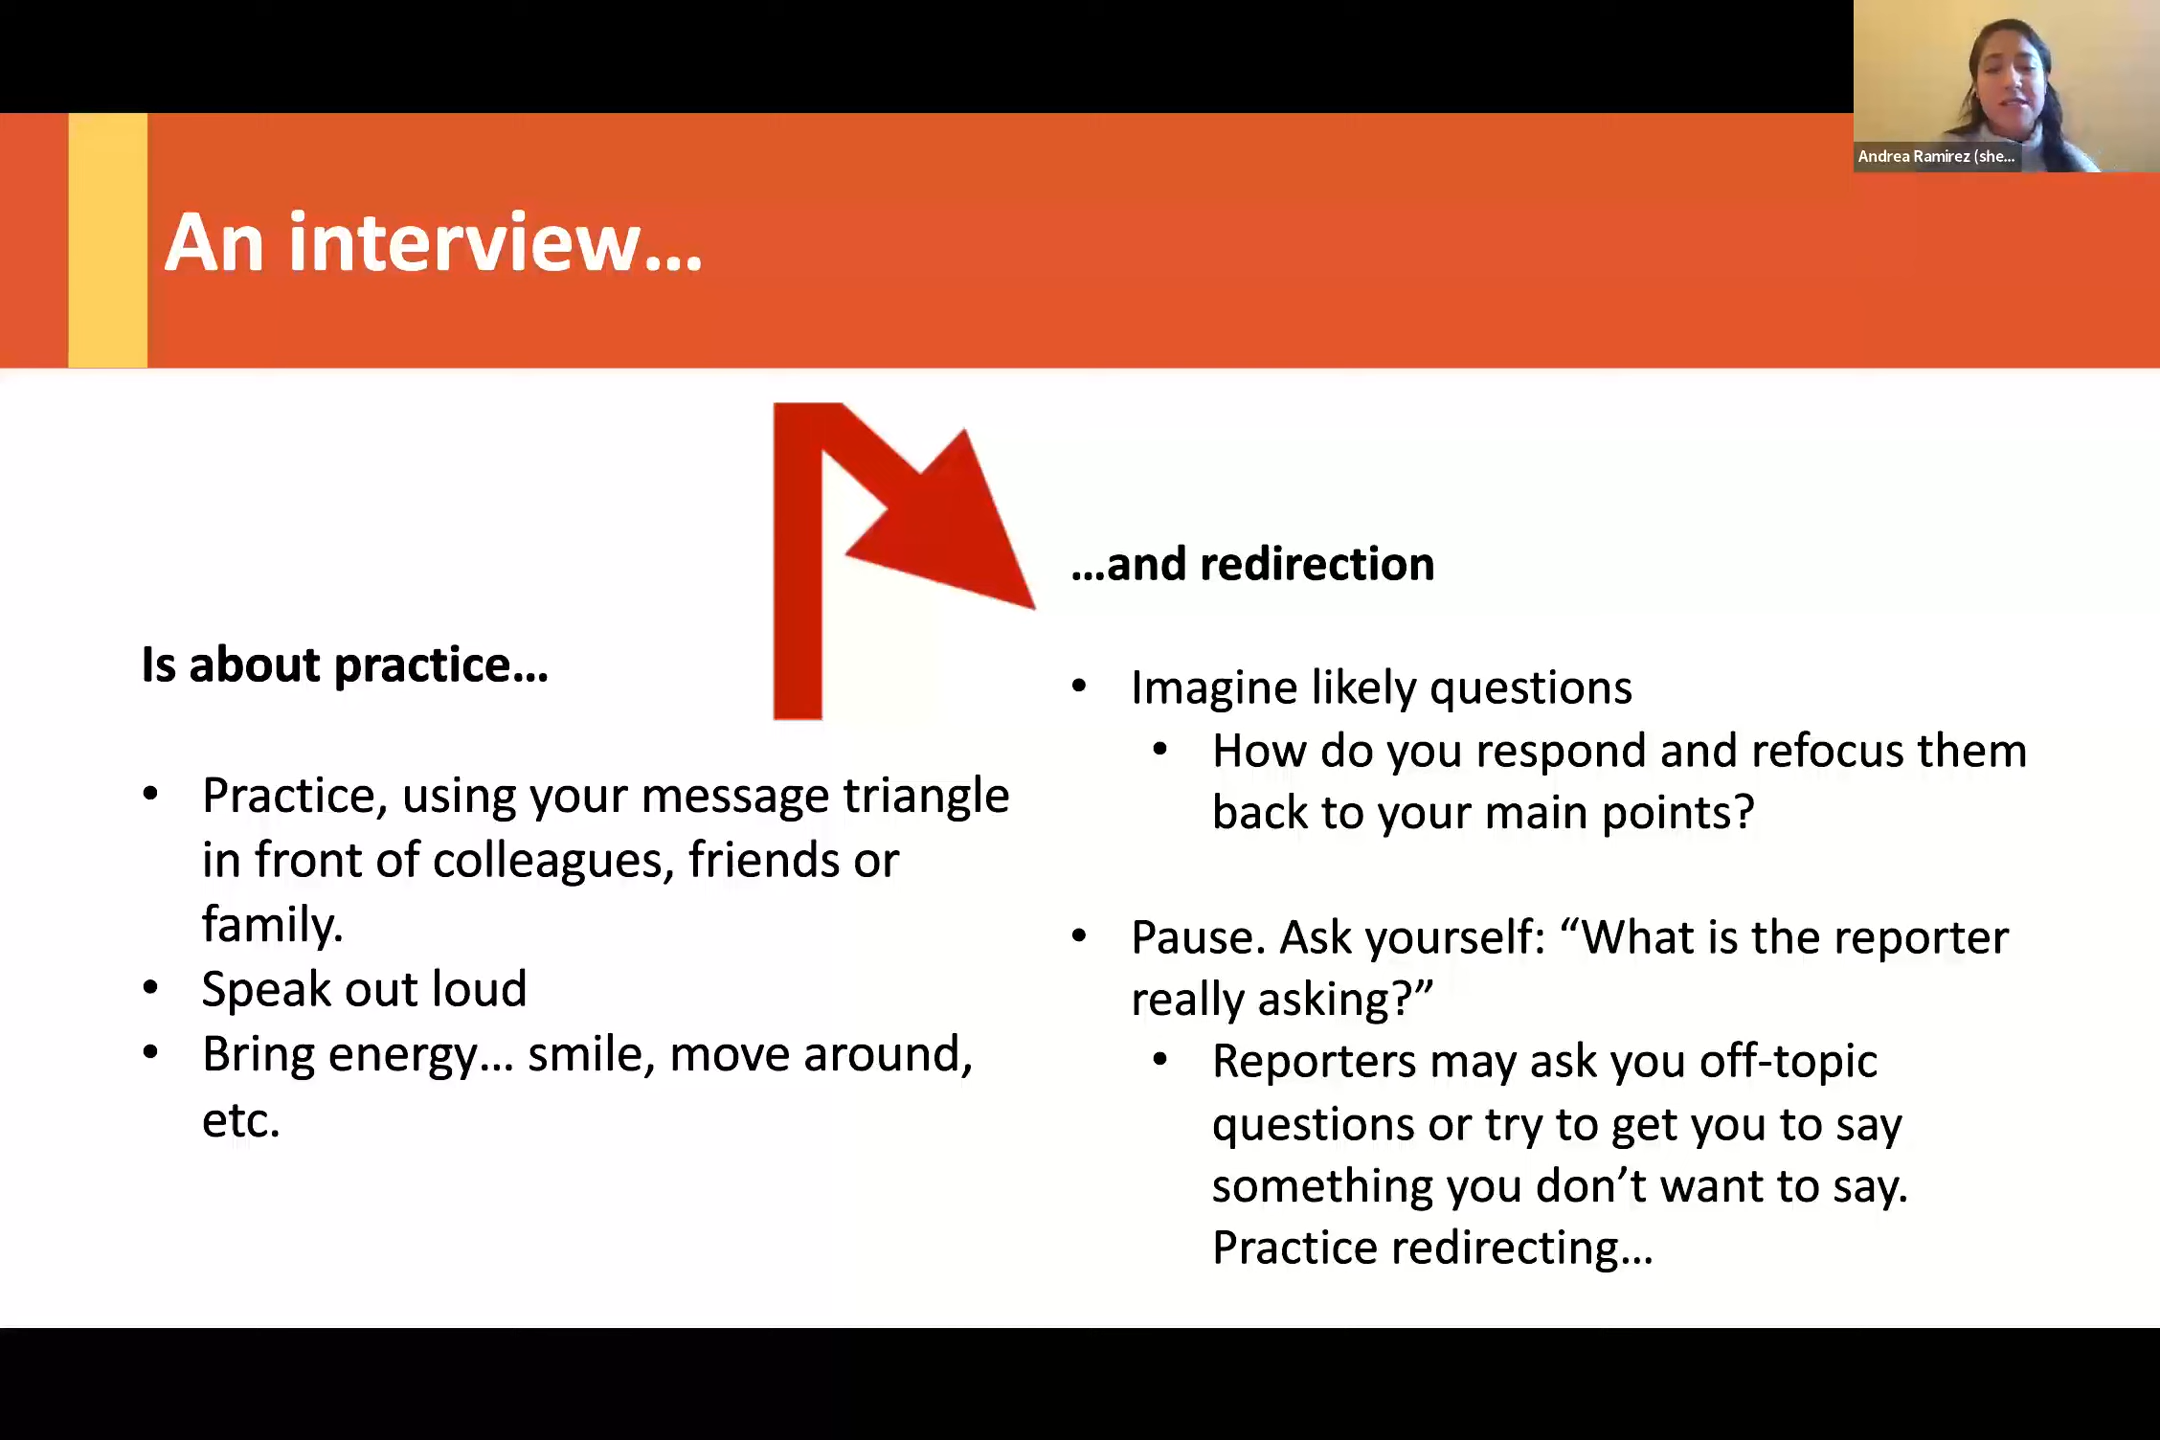 Andrea Ramirez (she...
An interview...
Is about practice...
• Practice, using your message triangle
in front of colleagues, friends or
family.
• Speak out loud
• Bring energy... smile, move around,
etc.
...and redirection
• Imagine likely questions
• How do you respond and refocus them
back to your main points?
• Pause. Ask yourself: “What is the reporter
really asking?”
• Reporters may ask you off-topic
questions or try to get you to say
something you don’t want to say.
Practice redirecting...